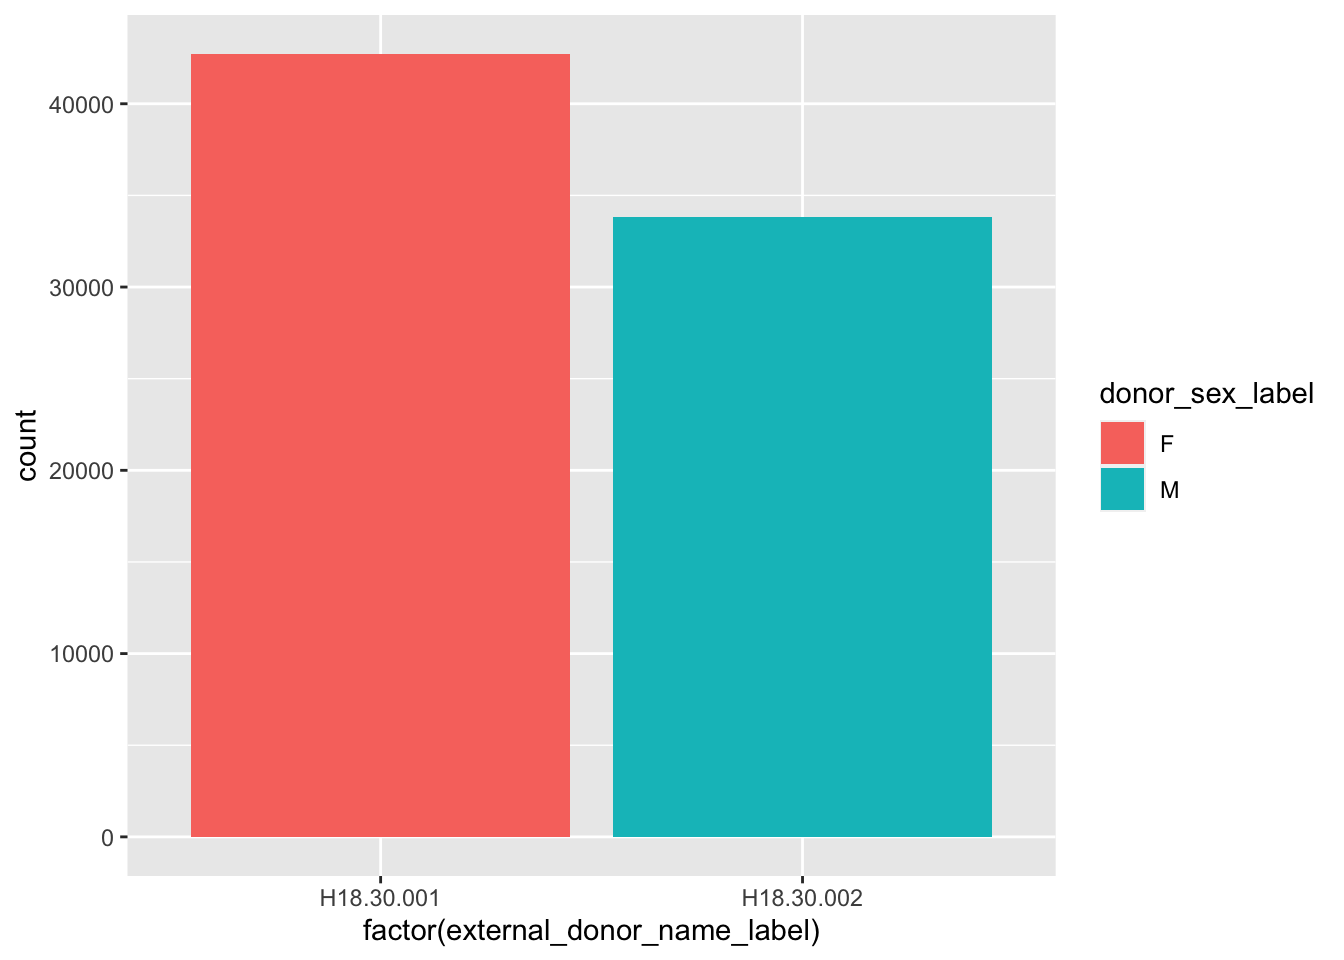 count
40000
30000
20000
10000
0
H18.30.001
H18.30.002
factor(external_donor_name_label)
donor_sex_label
F
M